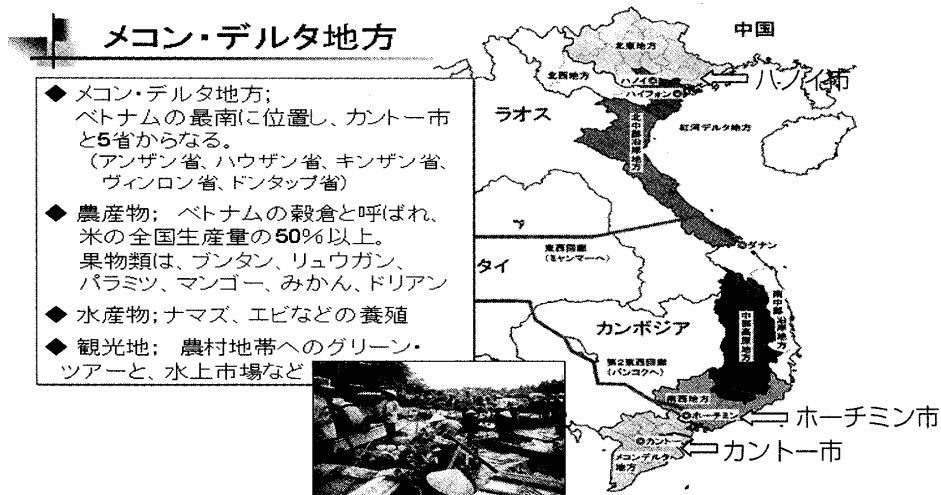 メコン・デルタ地方
◆ メコン・デルタ地方;
ベトナムの最南に位置し、カントー市
と5省からなる。
(アンザン省、ハウザン省、キンザン省、
ヴィンロン省、ドンタップ省)
◆ 農産物; ベトナムの穀倉と呼ばれ、
米の全国生産量の50%以上。
果物類は、ブンタン、リュウガン、
パラミツ、マンゴー、みかん、ドリアン
◆ 水産物;ナマズ、エビなどの養殖
◆ 観光地; 農村地帯へのグリーン・
ツアーと、水上市場など
中国
北東地方
北西地方
ハノイ
ハノイ市
ハイフォン
ラオス
北中部沿岸地方
紅河デルタ地方
ダナン
東西回廊
(ミャンマーへ)
タイ
南中部沿岸地方
中部高原地方
カンボジア
第2東西回廊
(バンコクへ)
南西地方
ホーチミン
ホーチミン市
カントー
カントー市
メコンデルタ
地方